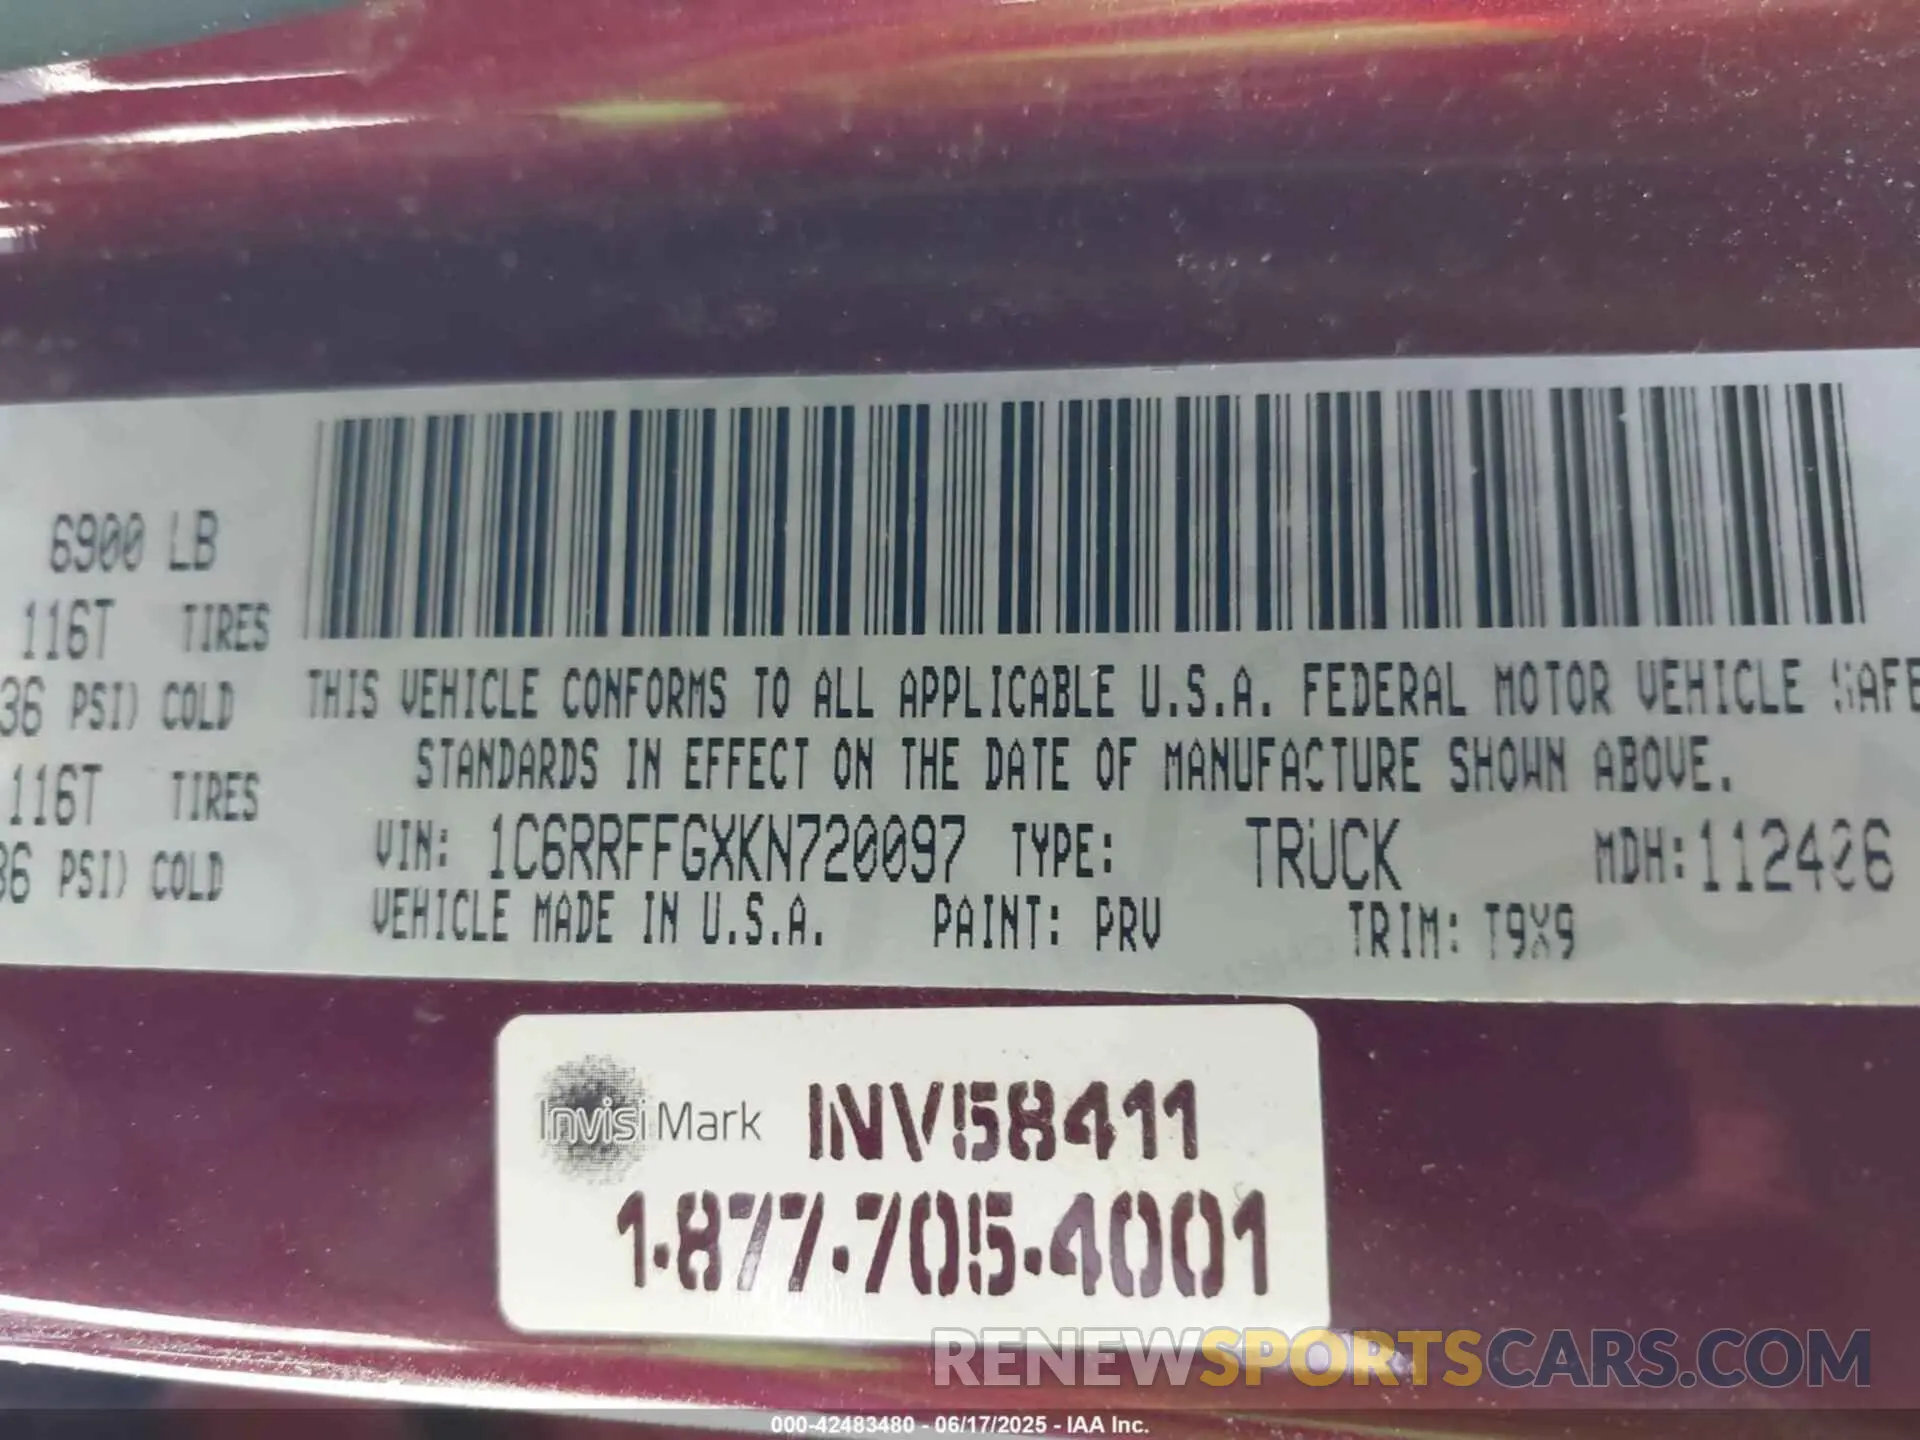 6900 LB
116T TIRES
36 PSI) COLD
116T TIRES
36 PSI) COLD
THIS VEHICLE CONFORMS TO ALL APPLICABLE U.S.A. FEDERAL MOTOR VEHICLE SAFE
STANDARDS IN EFFECT ON THE DATE OF MANUFACTURE SHOWN ABOVE.
VIN: 1C6RRFFGXKN720097 TYPE: TRUCK MDH:112406
VEHICLE MADE IN U.S.A. PAINT: PRV TRIM: T9X9
InvisiMark INV58411
1-877-705-4001
RENEWSPORTSCARS.COM
000-42483480 - 06/17/2025 - IAA Inc.